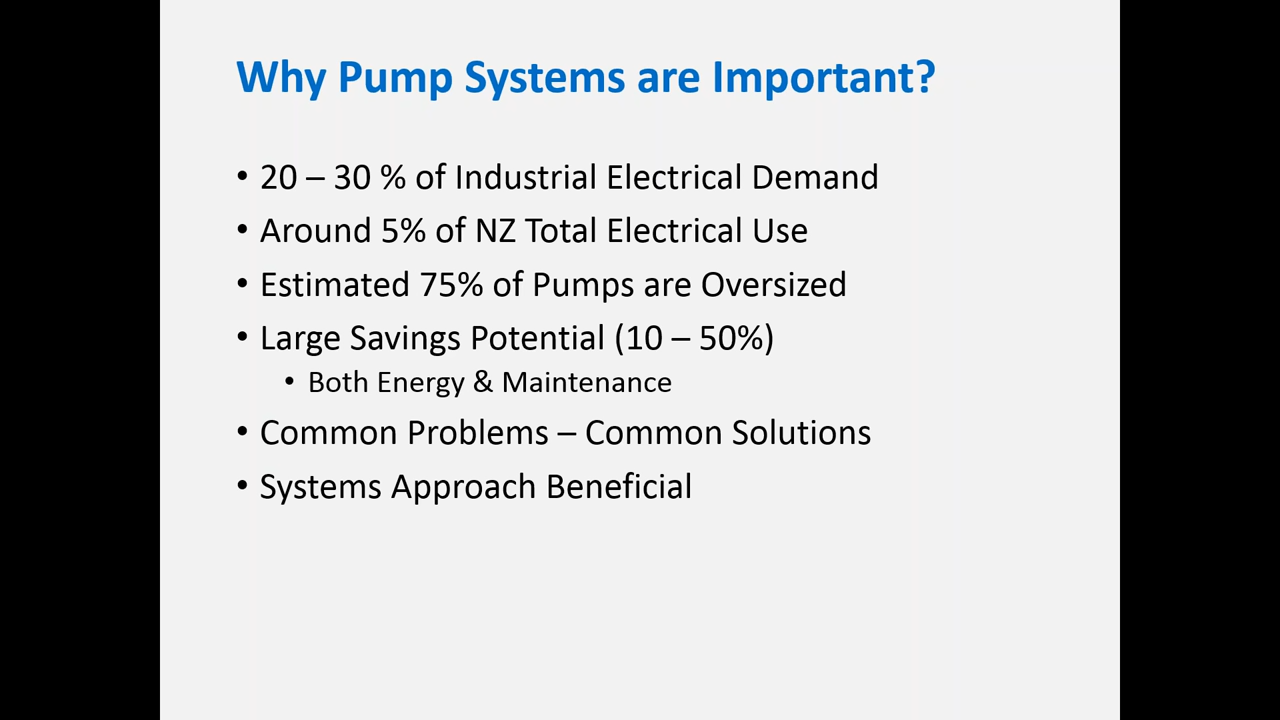 Why Pump Systems are Important?
• 20 – 30 % of Industrial Electrical Demand
• Around 5% of NZ Total Electrical Use
• Estimated 75% of Pumps are Oversized
• Large Savings Potential (10 – 50%)
• Both Energy & Maintenance
• Common Problems – Common Solutions
• Systems Approach Beneficial